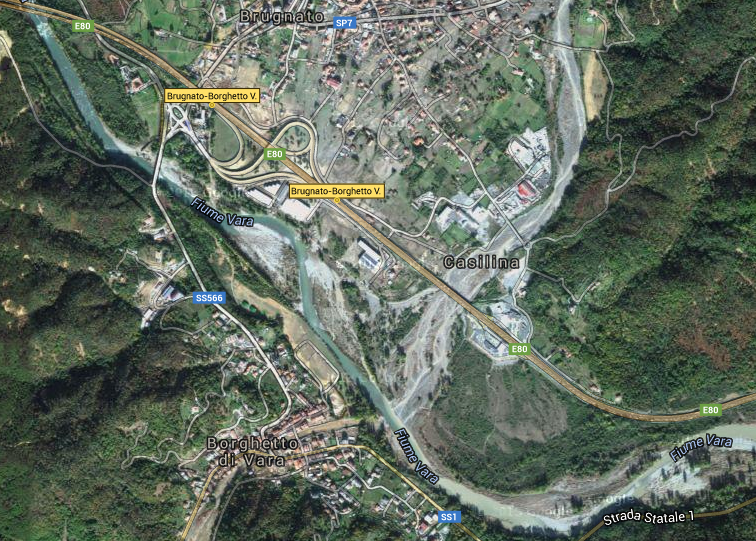 Brugnato
SP7
E80
Brugnato-Borghetto V.
E80
Brugnato-Borghetto V.
Fiume Vara
Casilina
SS566
E80
E80
Borghetto
di Vara
Fiume Vara
Fiume Vara
SS1
Strada Statale 1